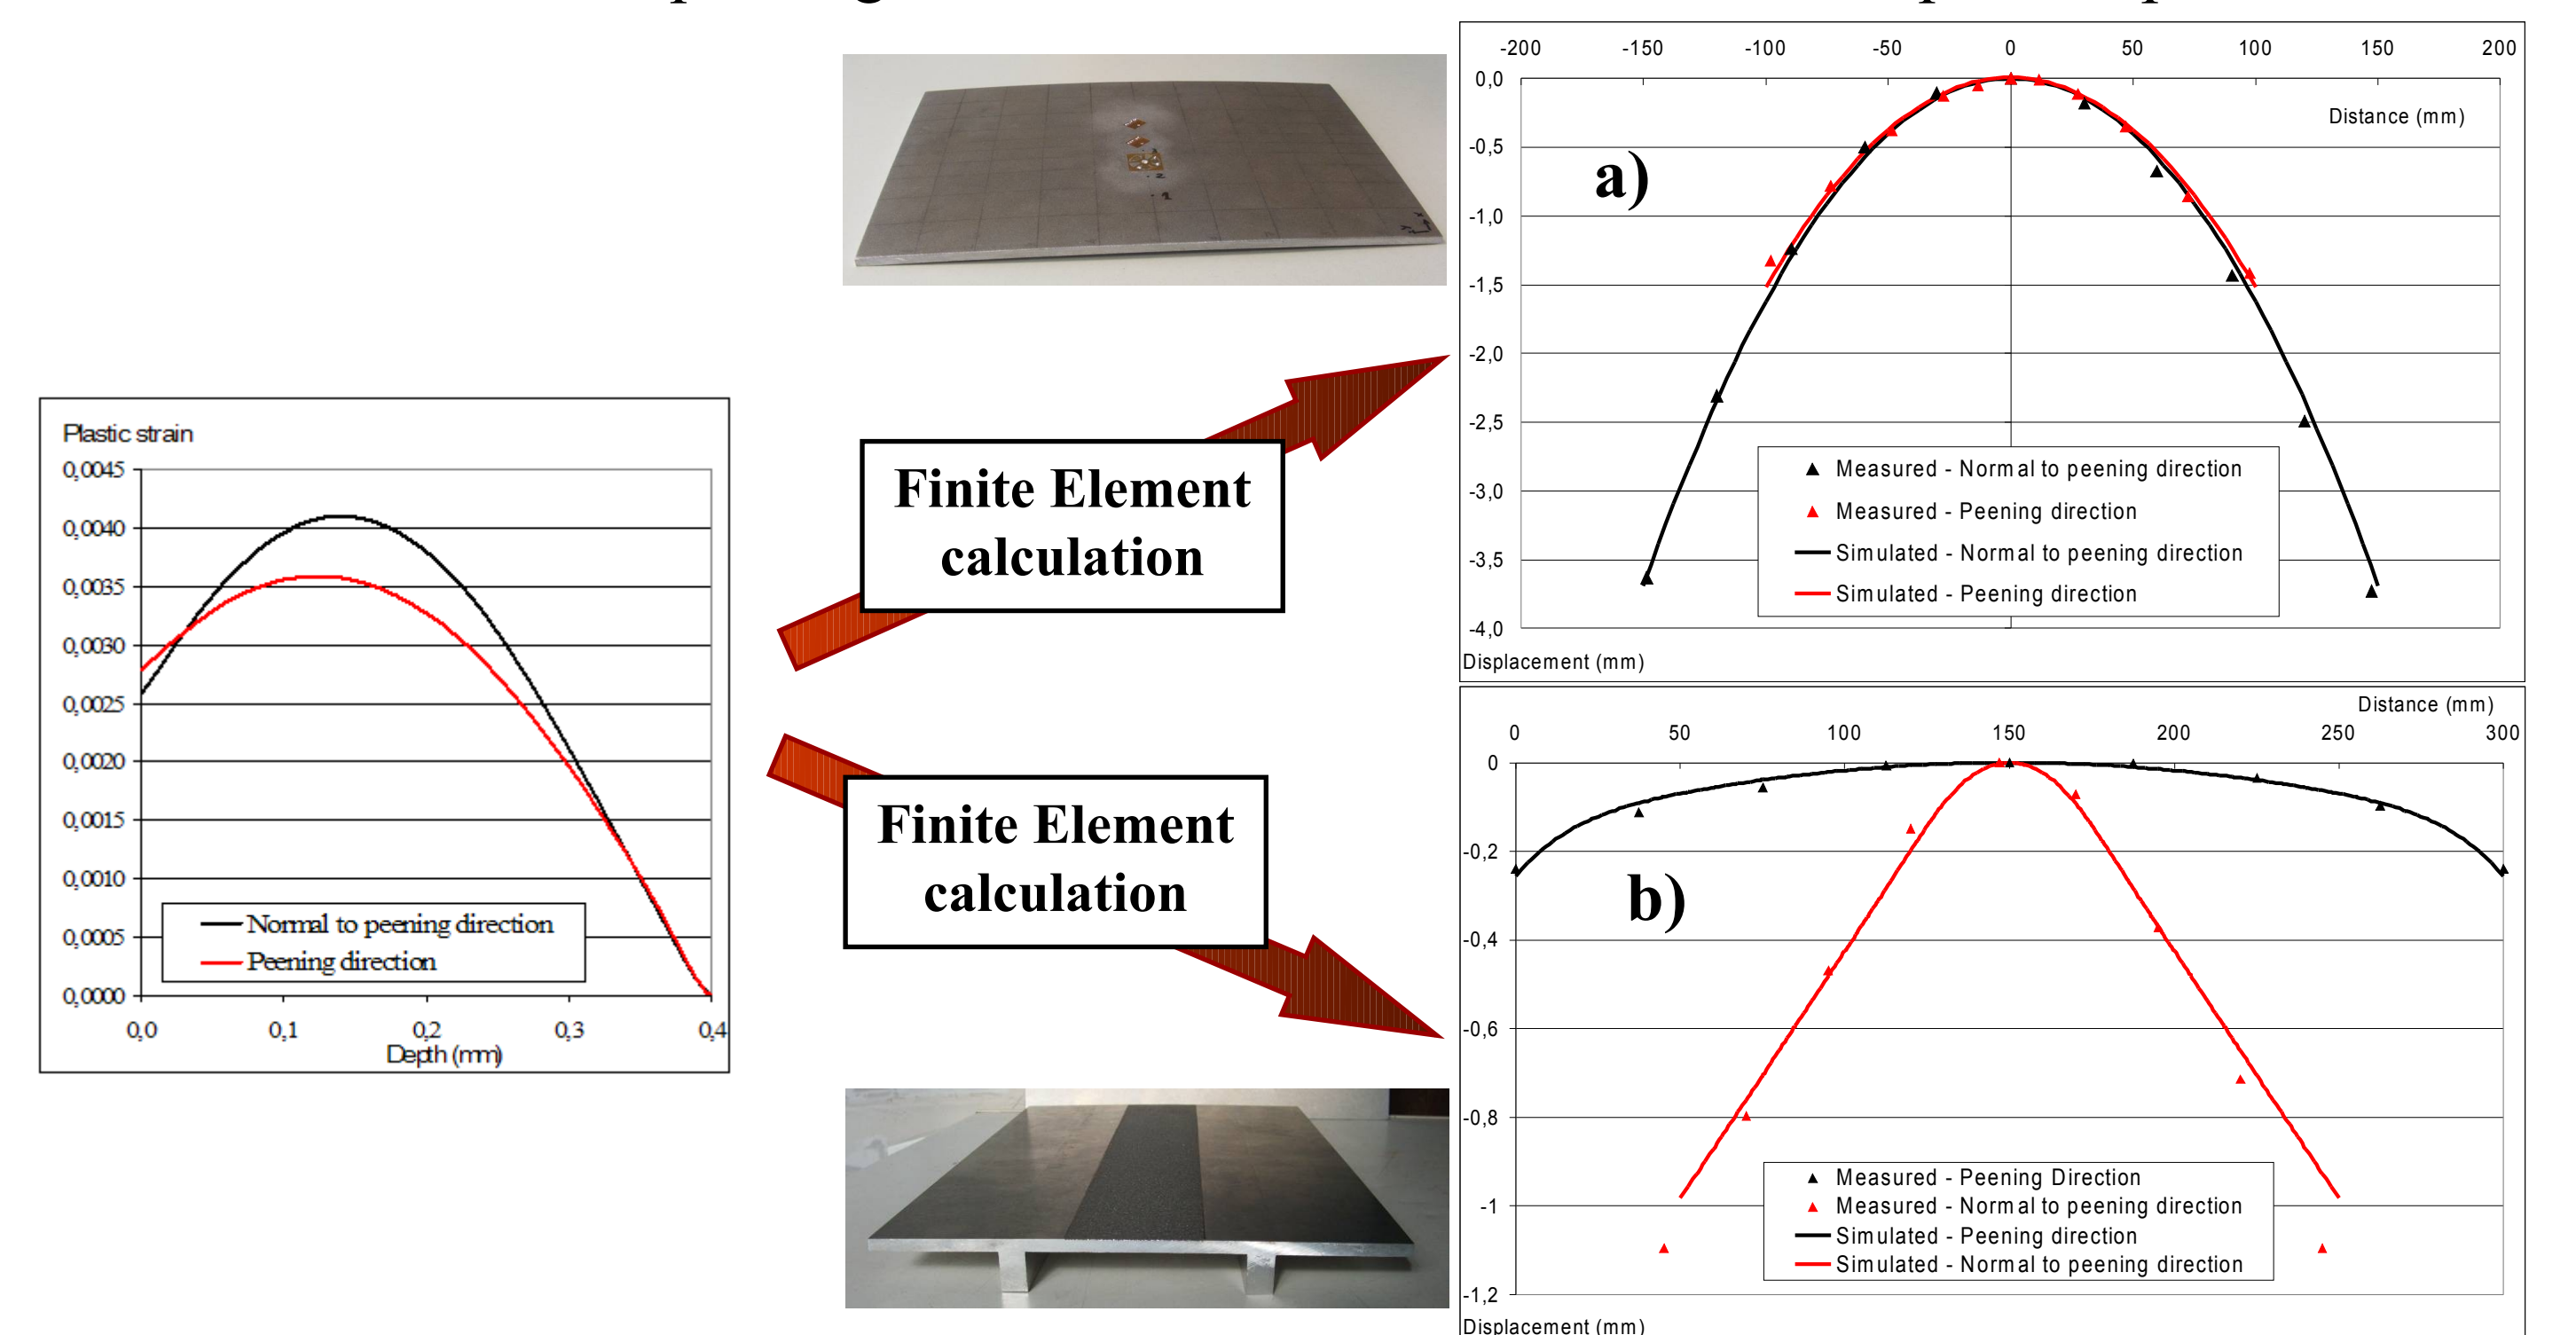 Plastic strain
0,0045
0,0040
0,0035
0,0030
0,0025
0,0020
0,0015
0,0010
0,0005
0,0000
0,0 0,1 0,2 0,3 0,4
Depth (mm)
Normal to peening direction
Peening direction
Finite Element
calculation
Finite Element
calculation
-200 -150 -100 -50 0 50 100 150 200
Distance (mm)
0,0
-0,5
-1,0
-1,5
-2,0
-2,5
-3,0
-3,5
-4,0
a)
Measured - Normal to peening direction
Measured - Peening direction
Simulated - Normal to peening direction
Simulated - Peening direction
Displacement (mm)
Distance (mm)
0 50 100 150 200 250 300
0
-0,2
-0,4
-0,6
-0,8
-1
-1,2
b)
Measured - Peening Direction
Measured - Normal to peening direction
Simulated - Peening direction
Simulated - Normal to peening direction
Displacement (mm)